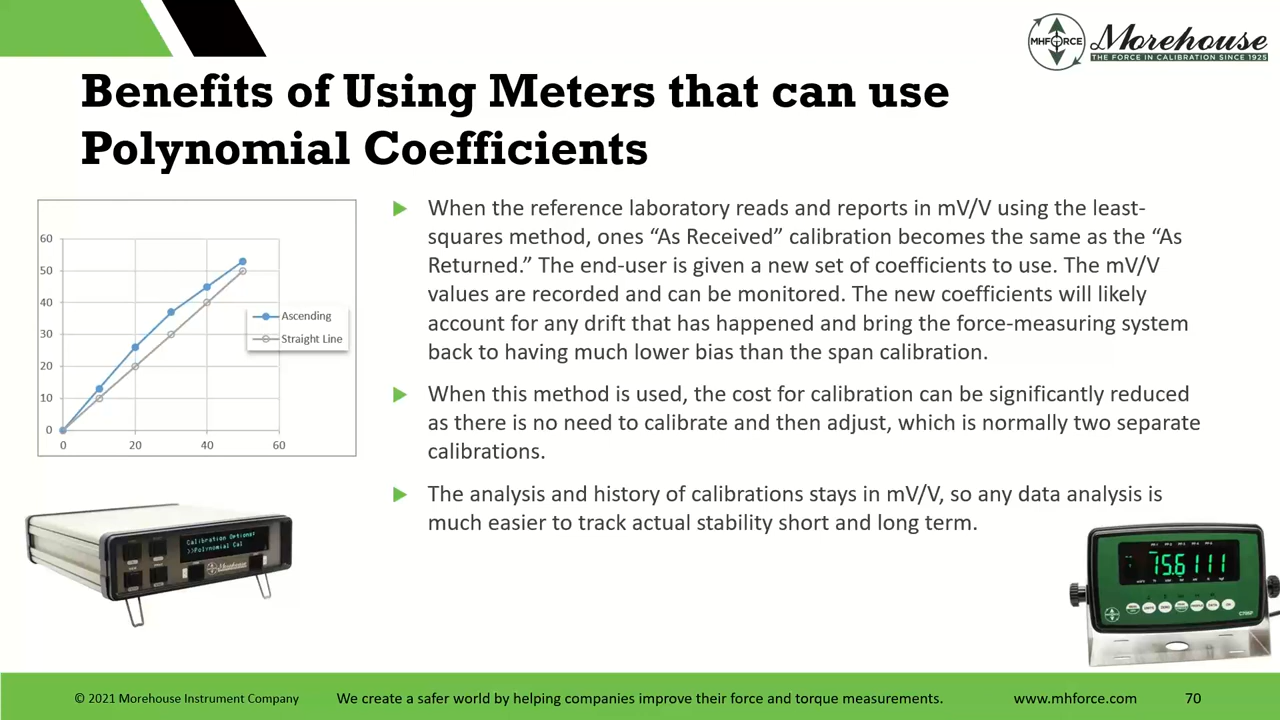 MHFORCE
Morehouse
THE FORCE IN CALIBRATION SINCE 1925
Benefits of Using Meters that can use
Polynomial Coefficients
When the reference laboratory reads and reports in mV/V using the least-
squares method, ones “As Received” calibration becomes the same as the “As
Returned.” The end-user is given a new set of coefficients to use. The mV/V
values are recorded and can be monitored. The new coefficients will likely
account for any drift that has happened and bring the force-measuring system
back to having much lower bias than the span calibration.
When this method is used, the cost for calibration can be significantly reduced
as there is no need to calibrate and then adjust, which is normally two separate
calibrations.
The analysis and history of calibrations stays in mV/V, so any data analysis is
much easier to track actual stability short and long term.
60
50
40
30
20
10
0
0 20 40 60
Ascending
Straight Line
Calibration Options:
>>Polynomial Cal
Morehouse
75.6111
© 2021 Morehouse Instrument Company
We create a safer world by helping companies improve their force and torque measurements.
www.mhforce.com
70